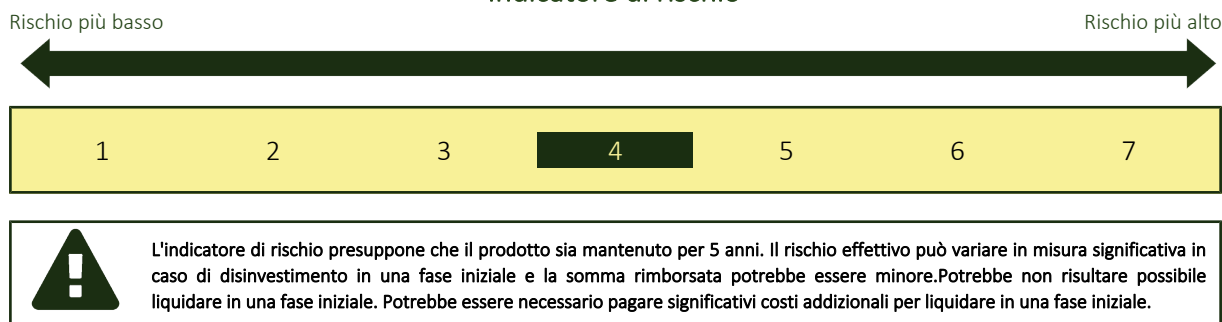 Indicatore di rischio
Rischio più basso
Rischio più alto
1 2 3 4 5 6 7
L'indicatore di rischio presuppone che il prodotto sia mantenuto per 5 anni. Il rischio effettivo può variare in misura significativa in
caso di disinvestimento in una fase iniziale e la somma rimborsata potrebbe essere minore.Potrebbe non risultare possibile
liquidare in una fase iniziale. Potrebbe essere necessario pagare significativi costi addizionali per liquidare in una fase iniziale.